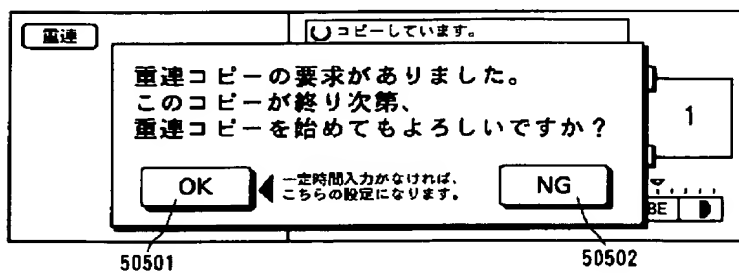 重連
コピーしています。
重連コピーの要求がありました。
このコピーが終り次第、
重連コピーを始めてもよろしいですか？
1
OK
一定時間入力がなければ、
こちらの設定になります。
NG
BE
50501
50502